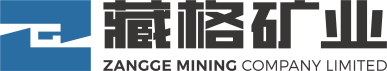 藏格矿业
ZANGGE MINING COMPANY LIMITED